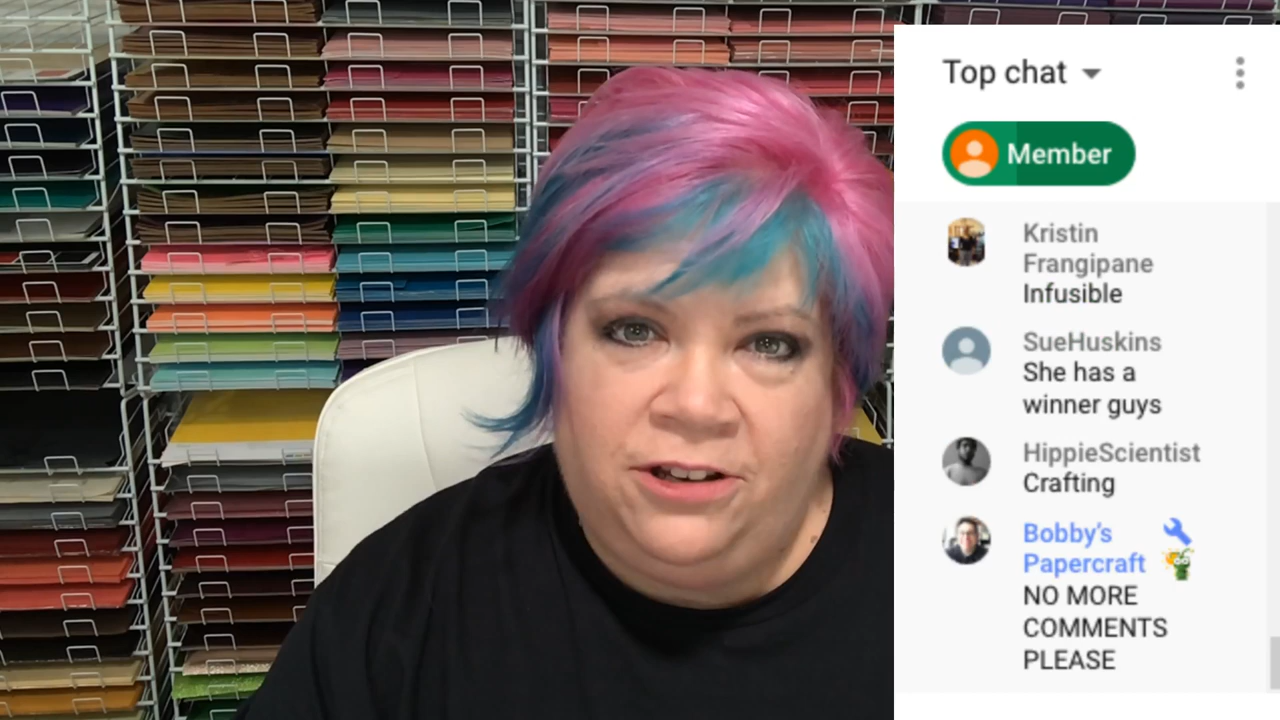 Top chat
Member
Kristin
Frangipane
Infusible
SueHuskins
She has a
winner guys
HippieScientist
Crafting
Bobby's
Papercraft
NO MORE
COMMENTS
PLEASE